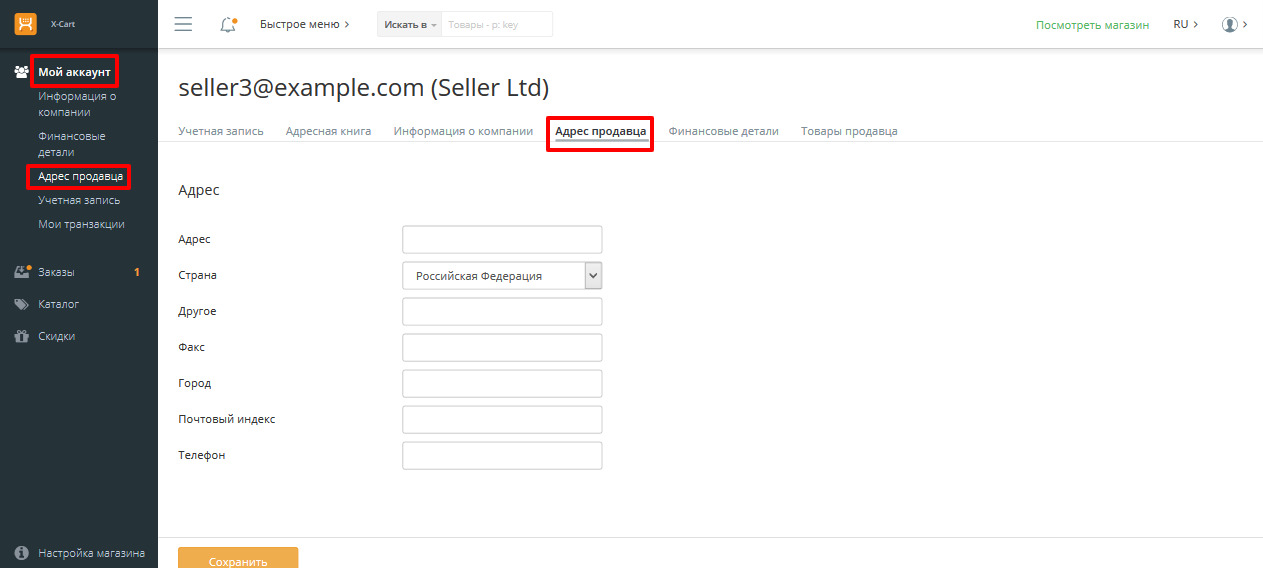 X-Cart
Быстрое меню
Искать в
Товары - p: key
Посмотреть магазин
RU
Мой аккаунт
Информация о
компании
Финансовые
детали
Адрес продавца
Учетная запись
Мои транзакции
Заказы 1
Каталог
Скидки
Настройка магазина
seller3@example.com (Seller Ltd)
Учетная запись Адресная книга Информация о компании Адрес продавца Финансовые детали Товары продавца
Адрес
Адрес
Страна Российская Федерация
Другое
Факс
Город
Почтовый индекс
Телефон
Сохранить